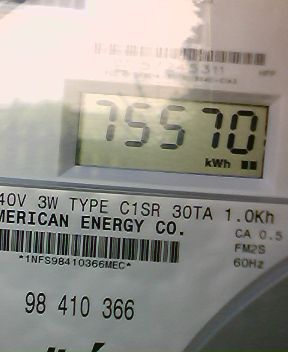 75570
kWh
40V 3W TYPE C1SR 30TA 1.0Kh
MERICAN ENERGY CO.
CA 0.5
FM2S
60Hz
*1NFS98410366MEC*
98 410 366